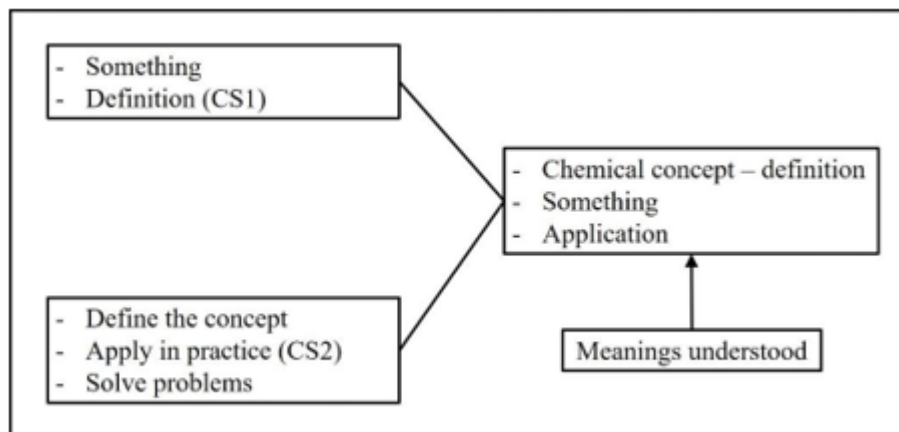 - Something
- Definition (CS1)
- Chemical concept – definition
- Something
- Application
- Define the concept
- Apply in practice (CS2)
- Solve problems
Meanings understood